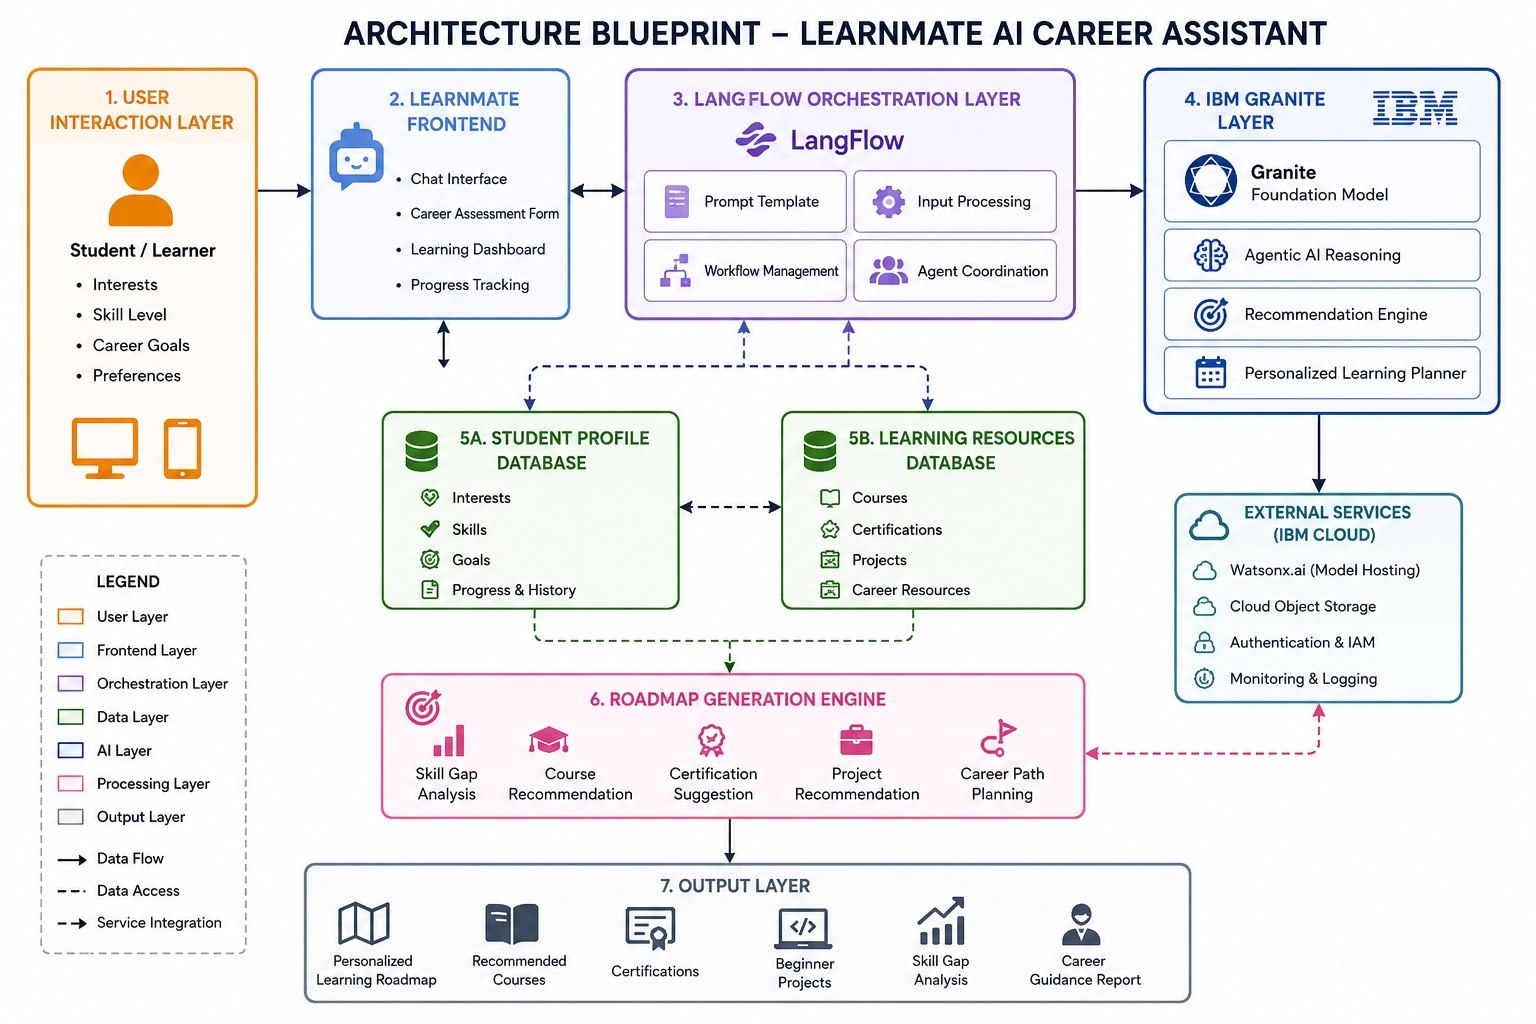 ARCHITECTURE BLUEPRINT – LEARNMATE AI CAREER ASSISTANT
1. USER
INTERACTION LAYER
Student / Learner
• Interests
• Skill Level
• Career Goals
• Preferences
2. LEARNMATE
FRONTEND
• Chat Interface
• Career Assessment Form
• Learning Dashboard
• Progress Tracking
3. LANGFLOW ORCHESTRATION LAYER
LangFlow
Prompt Template
Input Processing
Workflow Management
Agent Coordination
4. IBM GRANITE
LAYER
IBM
Granite
Foundation Model
Agentic AI Reasoning
Recommendation Engine
Personalized Learning Planner
5A. STUDENT PROFILE
DATABASE
Interests
Skills
Goals
Progress & History
5B. LEARNING RESOURCES
DATABASE
Courses
Certifications
Projects
Career Resources
EXTERNAL SERVICES
(IBM CLOUD)
Watsonx.ai (Model Hosting)
Cloud Object Storage
Authentication & IAM
Monitoring & Logging
LEGEND
User Layer
Frontend Layer
Orchestration Layer
Data Layer
AI Layer
Processing Layer
Output Layer
Data Flow
Data Access
Service Integration
6. ROADMAP GENERATION ENGINE
Skill Gap
Analysis
Course
Recommendation
Certification
Suggestion
Project
Recommendation
Career Path
Planning
7. OUTPUT LAYER
Personalized
Learning Roadmap
Recommended
Courses
Certifications
Beginner
Projects
Skill Gap
Analysis
Career
Guidance Report